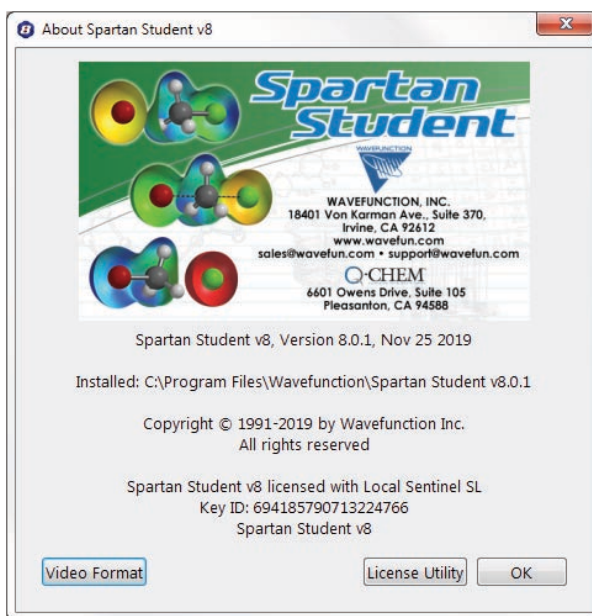 About Spartan Student v8
Spartan
Student
WAVEFUNCTION
WAVEFUNCTION, INC.
18401 Von Karman Ave., Suite 370,
Irvine, CA 92612
www.wavefun.com
sales@wavefun.com • support@wavefun.com
Q-CHEM
6601 Owens Drive, Suite 105
Pleasanton, CA 94588
Spartan Student v8, Version 8.0.1, Nov 25 2019
Installed: C:\Program Files\Wavefunction\Spartan Student v8.0.1
Copyright © 1991-2019 by Wavefunction Inc.
All rights reserved
Spartan Student v8 licensed with Local Sentinel SL
Key ID: 694185790713224766
Spartan Student v8
Video Format
License Utility
OK